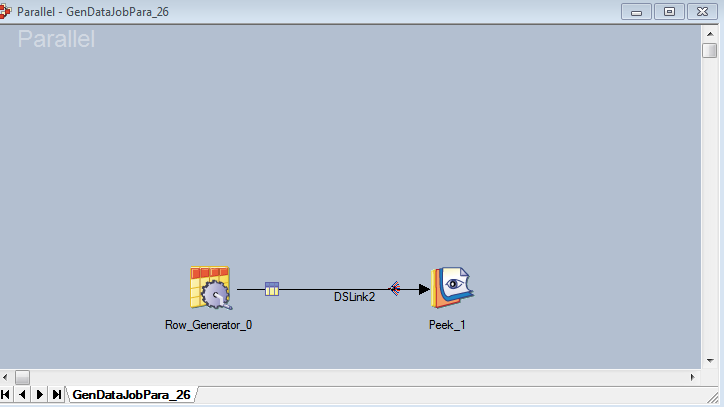 Parallel - GenDataJobPara_26
Parallel
DSLink2
Row_Generator_0
Peek_1
GenDataJobPara_26